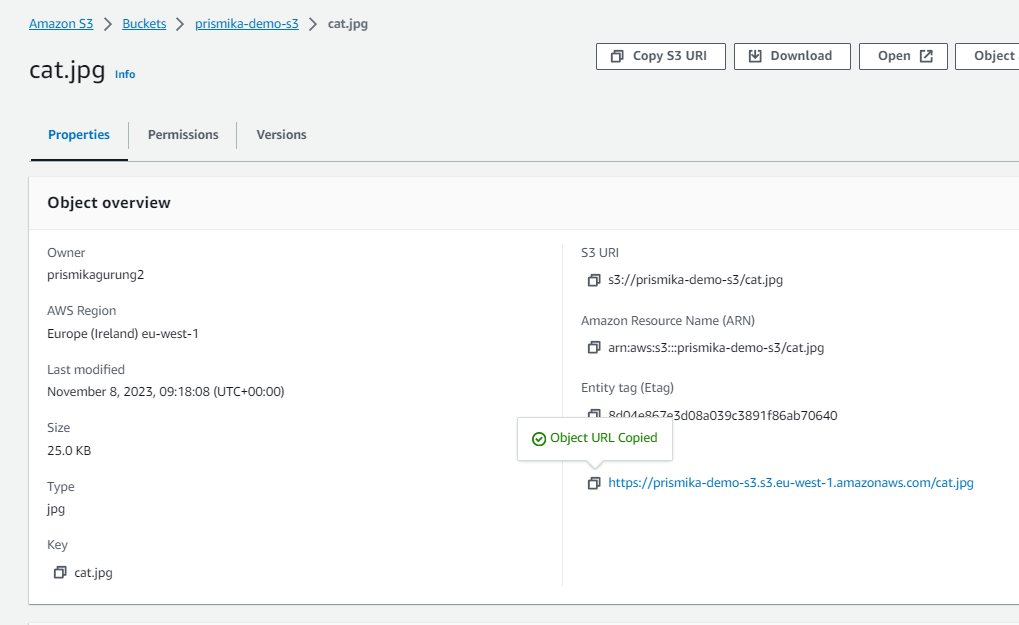 Amazon S3 > Buckets > prismika-demo-s3 > cat.jpg
cat.jpg Info
Copy S3 URI Download Open Object
Properties Permissions Versions
Object overview
Owner
prismikagurung2
AWS Region
Europe (Ireland) eu-west-1
Last modified
November 8, 2023, 09:18:08 (UTC+00:00)
Size
25.0 KB
Type
jpg
Key
cat.jpg
S3 URI
s3://prismika-demo-s3/cat.jpg
Amazon Resource Name (ARN)
arn:aws:s3:::prismika-demo-s3/cat.jpg
Entity tag (Etag)
8d04e867e3d08a039c3891f86ab70640
Object URL Copied
https://prismika-demo-s3.s3.eu-west-1.amazonaws.com/cat.jpg